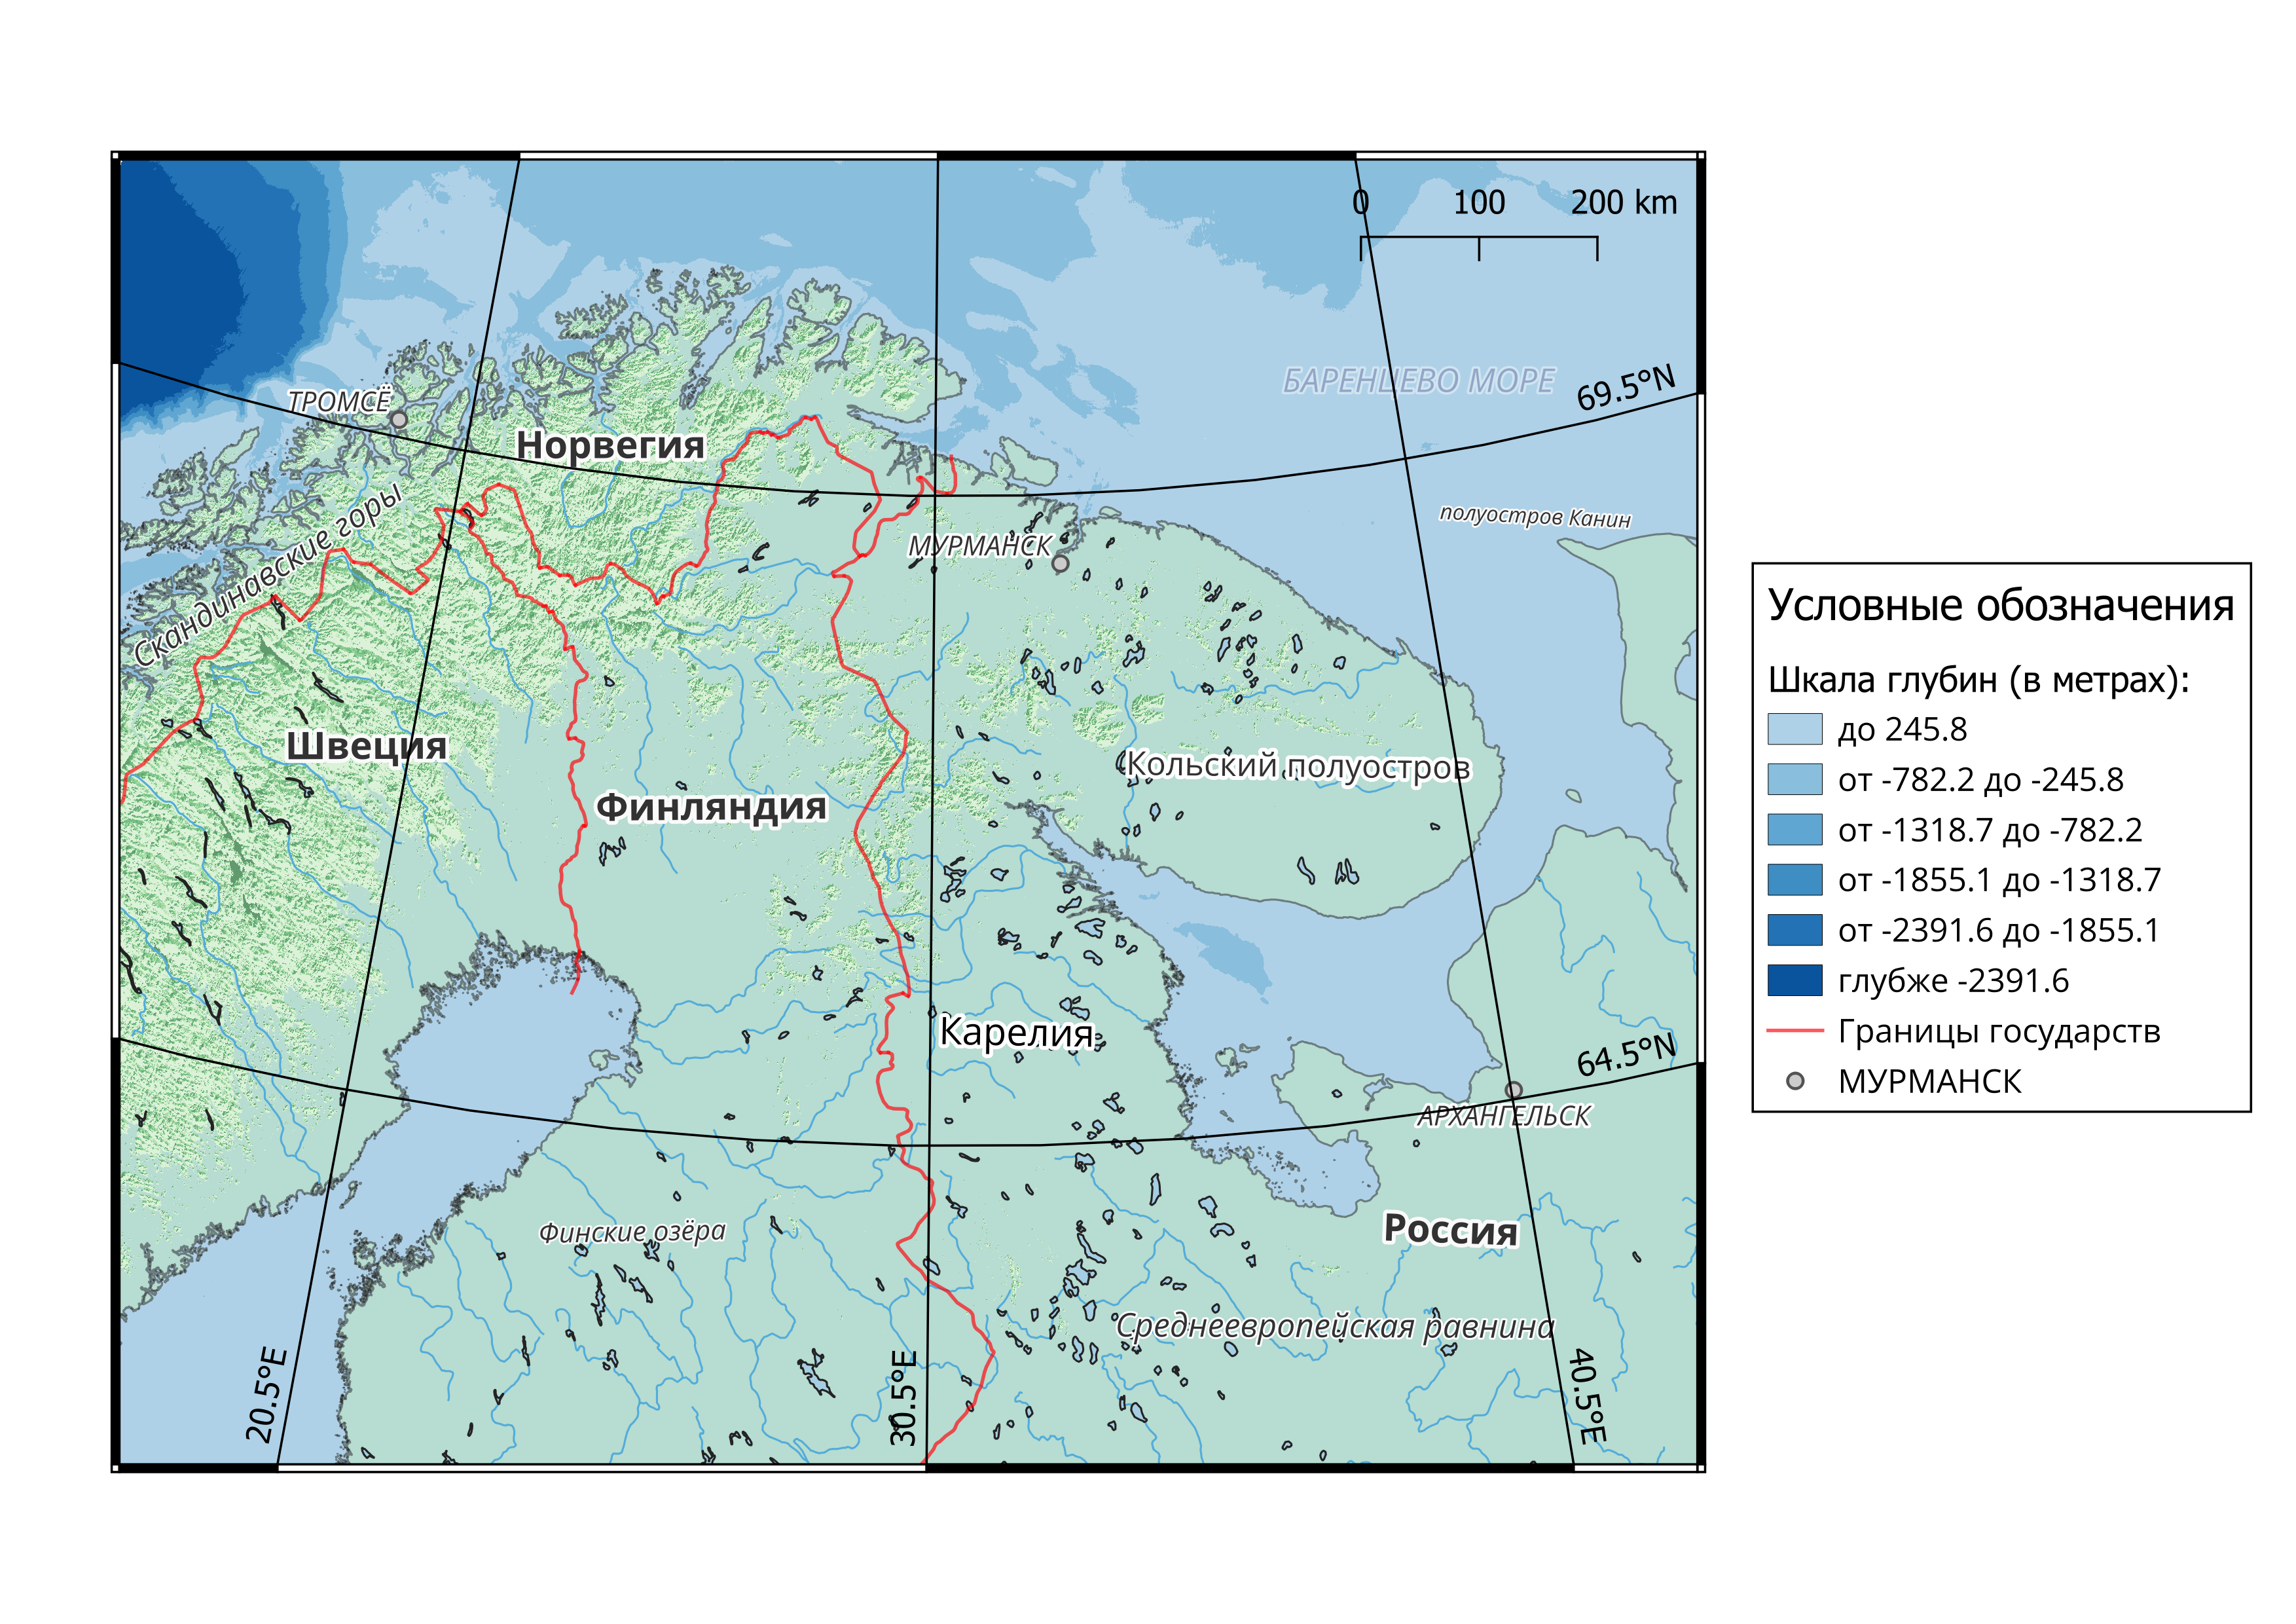 0 100 200 km
БАРЕНЦЕВО МОРЕ
69.5°N
ТРОМСЁ
Норвегия
Скандинавские горы
полуостров Канин
МУРМАНСК
Швеция
Кольский полуостров
Финляндия
Карелия
64.5°N
АРХАНГЕЛЬСК
Финские озёра
Россия
Среднеевропейская равнина
20.5°E
30.5°E
40.5°E
Условные обозначения
Шкала глубин (в метрах):
до 245.8
от -782.2 до -245.8
от -1318.7 до -782.2
от -1855.1 до -1318.7
от -2391.6 до -1855.1
глубже -2391.6
Границы государств
МУРМАНСК